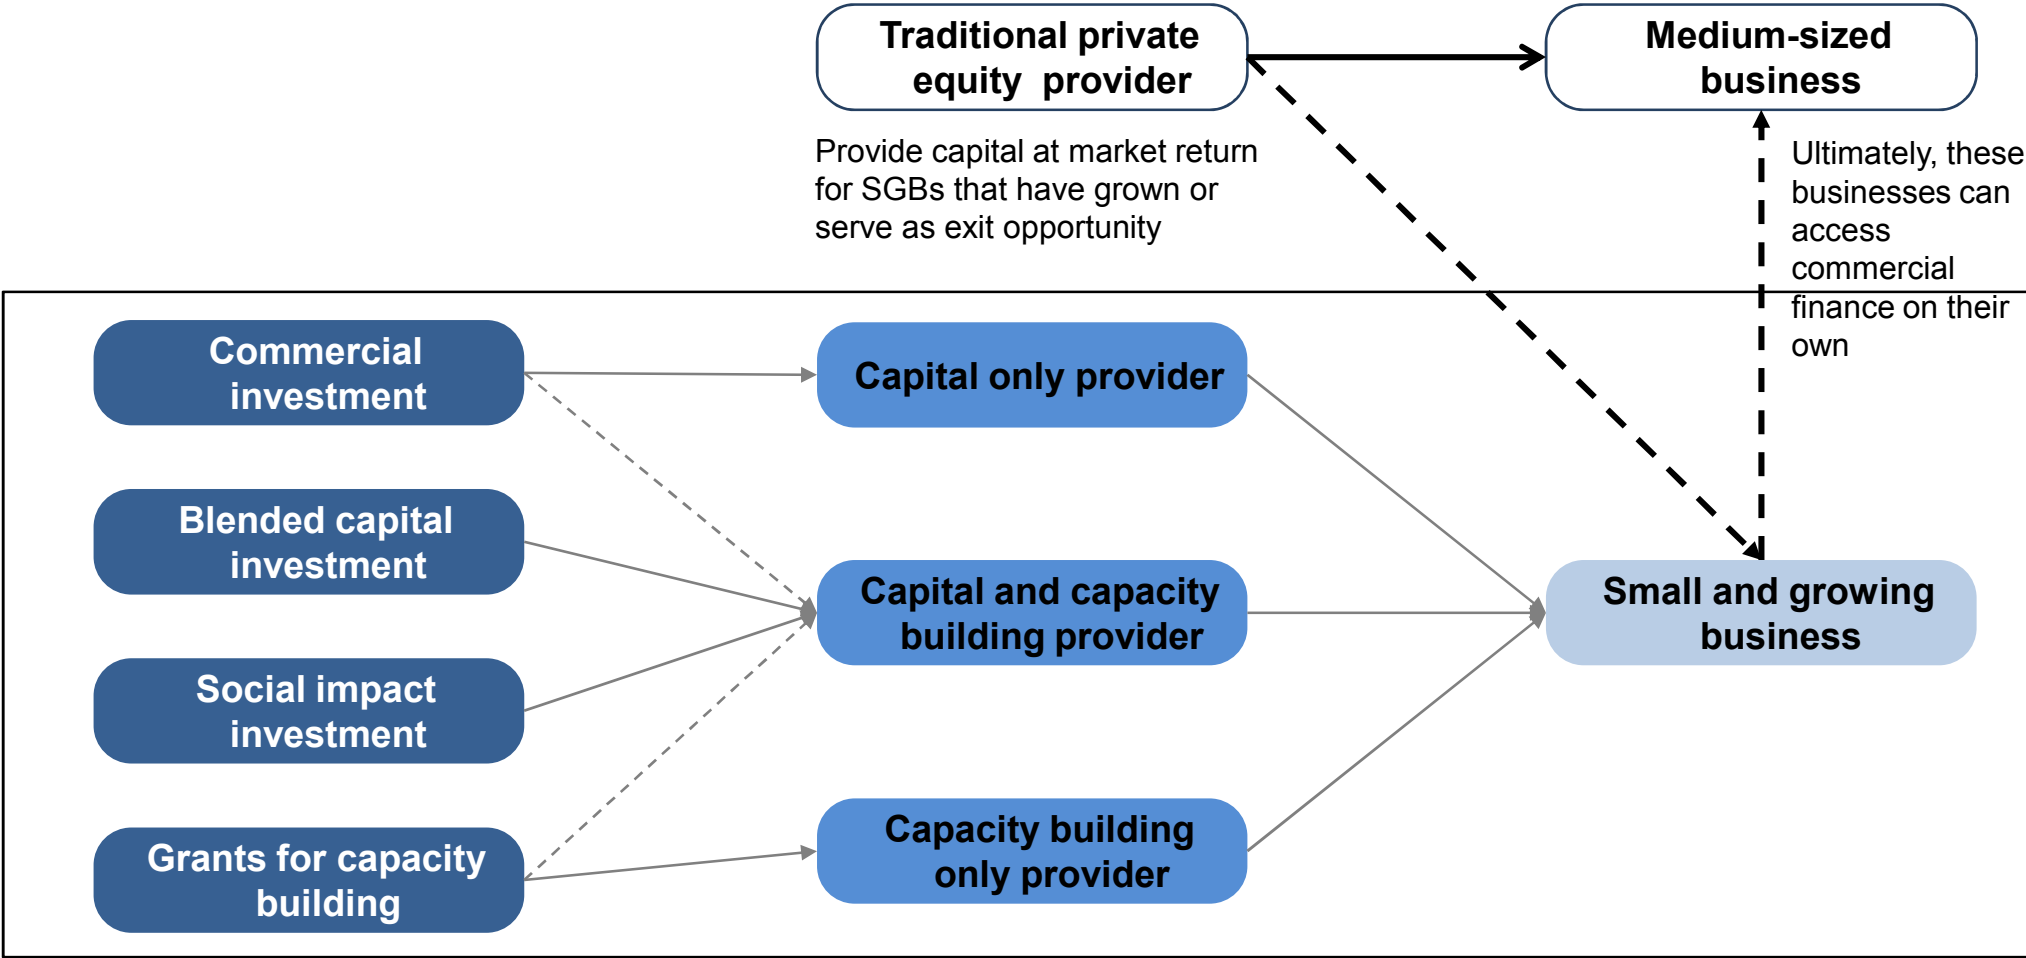 Traditional private
equity provider
Medium-sized
business
Provide capital at market return
for SGBs that have grown or
serve as exit opportunity
Ultimately, these
businesses can
access
commercial
finance on their
own
Commercial
investment
Capital only provider
Blended capital
investment
Capital and capacity
building provider
Small and growing
business
Social impact
investment
Grants for capacity
building
Capacity building
only provider